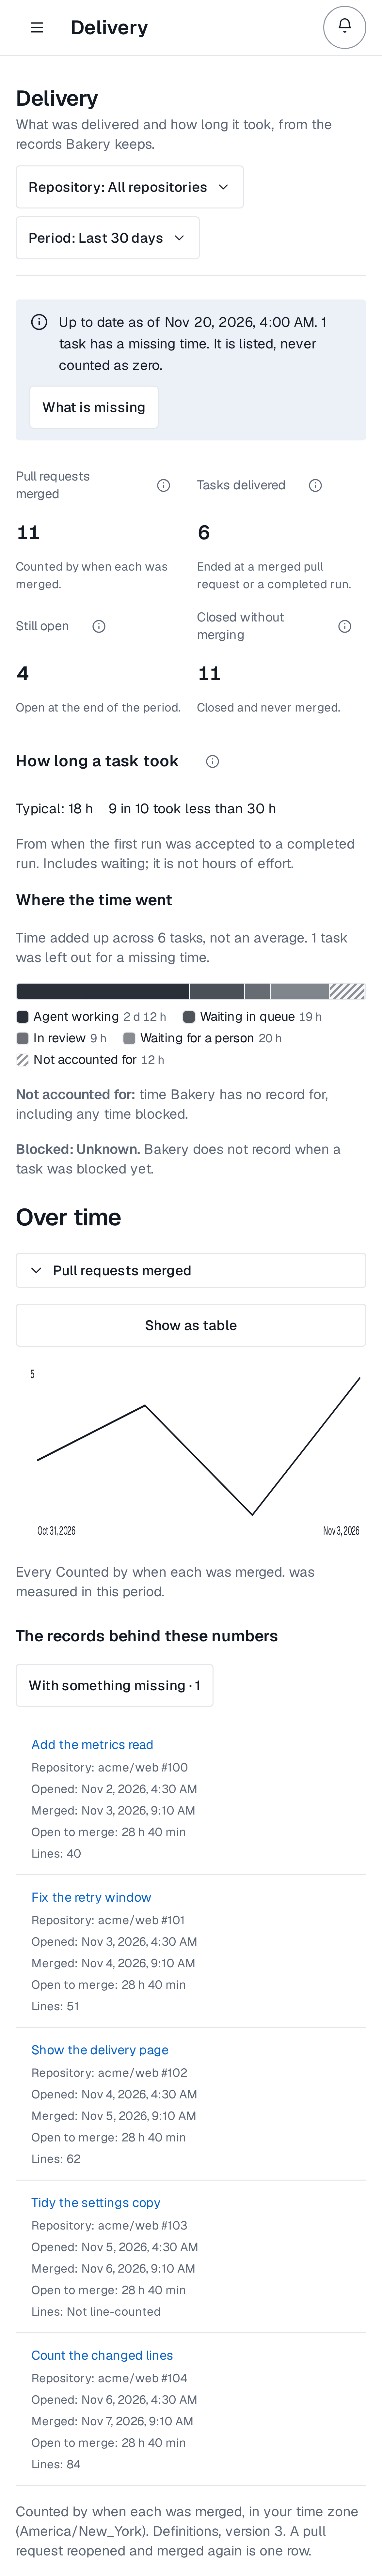 Delivery
Delivery
What was delivered and how long it took, from the
records Bakery keeps.
Repository: All repositories
Period: Last 30 days
Up to date as of Nov 20, 2026, 4:00 AM. 1
task has a missing time. It is listed, never
counted as zero.
What is missing
Pull requests
merged
Tasks delivered
11
6
Counted by when each was
merged.
Ended at a merged pull
request or a completed run.
Still open
Closed without
merging
4
11
Open at the end of the period.
Closed and never merged.
How long a task took
Typical: 18 h 9 in 10 took less than 30 h
From when the first run was accepted to a completed
run. Includes waiting; it is not hours of effort.
Where the time went
Time added up across 6 tasks, not an average. 1 task
was left out for a missing time.
Agent working 2 d 12 h Waiting in queue 19 h
In review 9 h Waiting for a person 20 h
Not accounted for 12 h
Not accounted for: time Bakery has no record for,
including any time blocked.
Blocked: Unknown. Bakery does not record when a
task was blocked yet.
Over time
Pull requests merged
Show as table
5
Oct 31, 2026 Nov 3, 2026
Every Counted by when each was merged. was
measured in this period.
The records behind these numbers
With something missing · 1
Add the metrics read
Repository: acme/web #100
Opened: Nov 2, 2026, 4:30 AM
Merged: Nov 3, 2026, 9:10 AM
Open to merge: 28 h 40 min
Lines: 40
Fix the retry window
Repository: acme/web #101
Opened: Nov 3, 2026, 4:30 AM
Merged: Nov 4, 2026, 9:10 AM
Open to merge: 28 h 40 min
Lines: 51
Show the delivery page
Repository: acme/web #102
Opened: Nov 4, 2026, 4:30 AM
Merged: Nov 5, 2026, 9:10 AM
Open to merge: 28 h 40 min
Lines: 62
Tidy the settings copy
Repository: acme/web #103
Opened: Nov 5, 2026, 4:30 AM
Merged: Nov 6, 2026, 9:10 AM
Open to merge: 28 h 40 min
Lines: Not line-counted
Count the changed lines
Repository: acme/web #104
Opened: Nov 6, 2026, 4:30 AM
Merged: Nov 7, 2026, 9:10 AM
Open to merge: 28 h 40 min
Lines: 84
Counted by when each was merged, in your time zone
(America/New_York). Definitions, version 3. A pull
request reopened and merged again is one row.